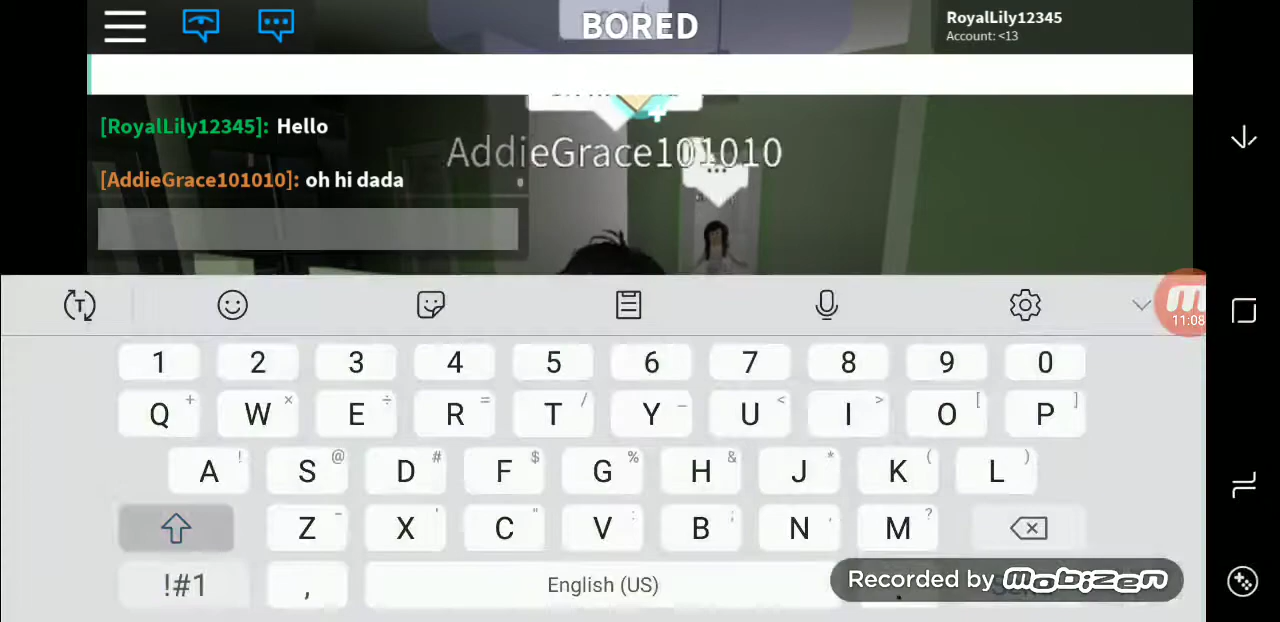 BORED
RoyalLily12345
Account: <13
[RoyalLily12345]: Hello
AddieGrace101010
[AddieGrace101010]: oh hi dada
11:08
1 2 3 4 5 6 7 8 9 0
Q + W × E ÷ R = T / Y _ U < I > O [ P ]
A ! S @ D # F $ G % H & J * K ( L )
Z - X ' C " V : B ; N , M ?
!#1 , English (US) .
Recorded by mobizen